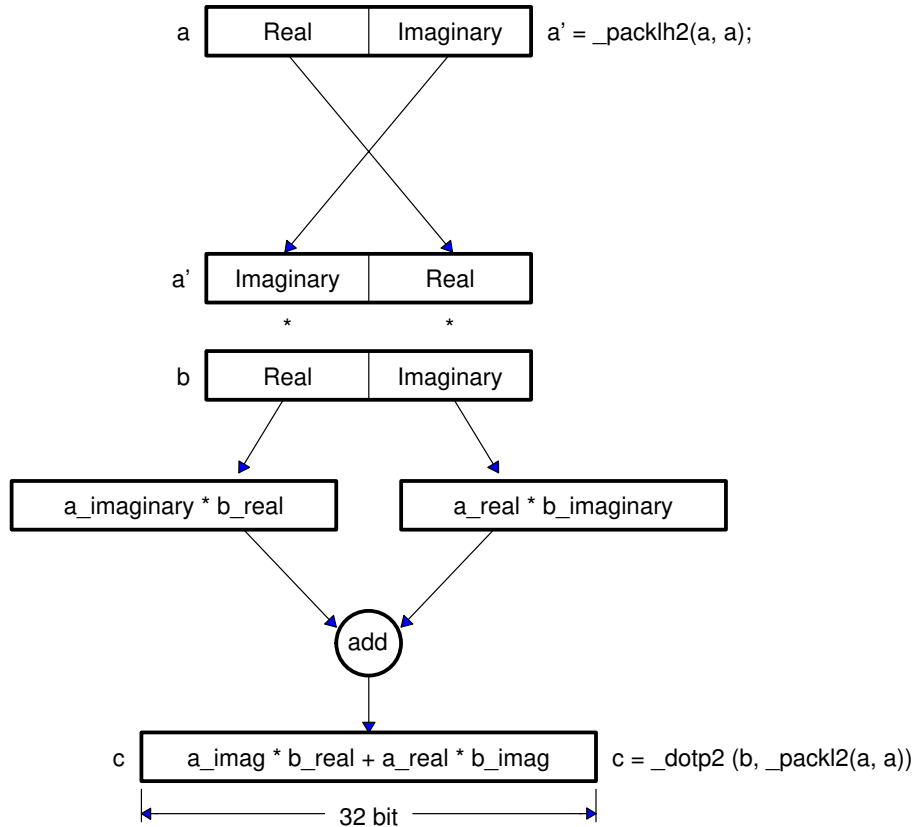 a Real Imaginary a’ = _packlh2(a, a);
a’ Imaginary Real
* *
b Real Imaginary
a_imaginary * b_real a_real * b_imaginary
add
c a_imag * b_real + a_real * b_imag c = _dotp2 (b, _packl2(a, a))
32 bit